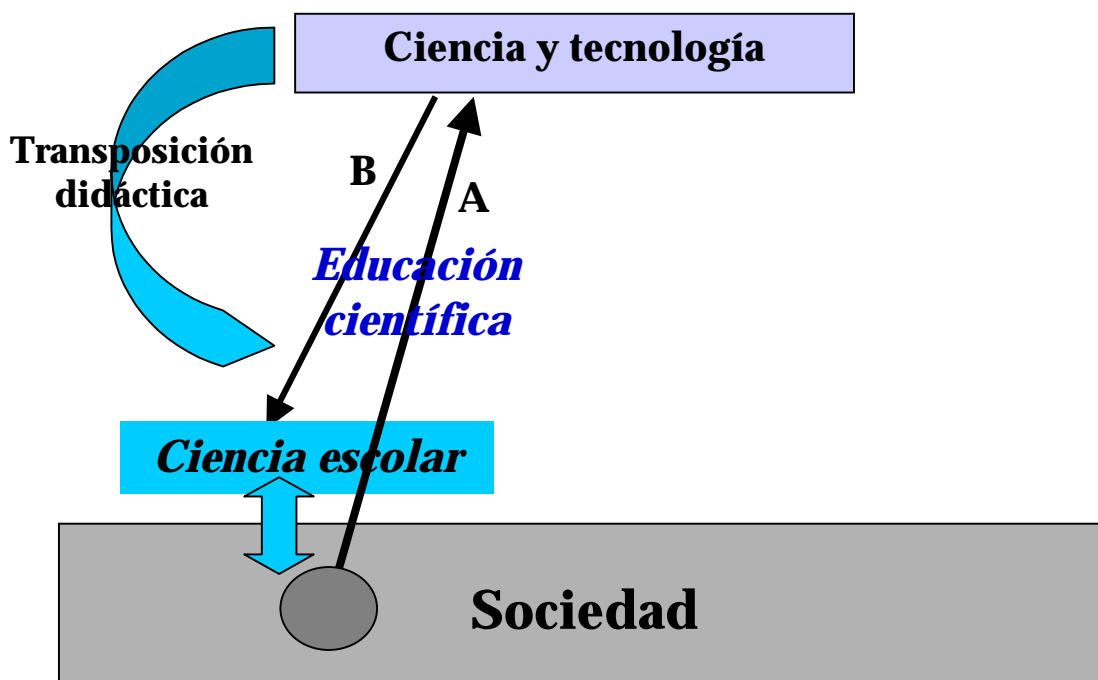 Ciencia y tecnología
Transposición
didáctica
B
A
Educación
científica
Ciencia escolar
Sociedad